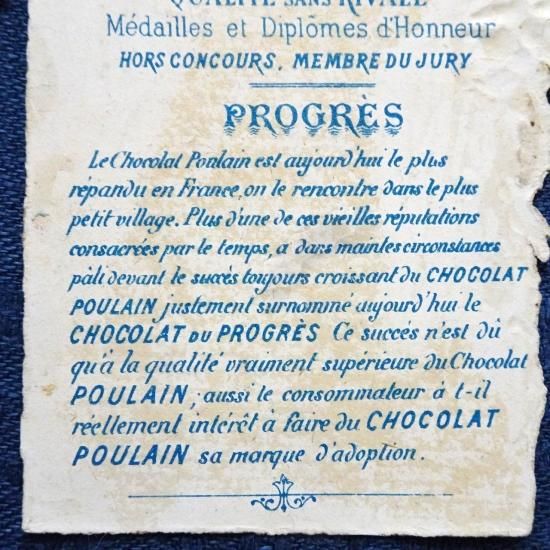 QUALITÉ SANS RIVALE
Médailles et Diplômes d'Honneur
HORS CONCOURS. MEMBRE DU JURY
PROGRÈS
Le Chocolat Poulain est aujourd'hui le plus
répandu en France, on le rencontre dans le plus
petit village. Plus d'une de ces vieilles réputations
consacrées par le temps, a dans maintes circonstances
pâli devant le succès toujours croissant du CHOCOLAT
POULAIN justement surnommé aujourd'hui le
CHOCOLAT DU PROGRÈS Ce succés n'est dû
qu'à la qualité vraiment supérieure du Chocolat
POULAIN; aussi le consommateur à t-il
réellement intérêt à faire du CHOCOLAT
POULAIN sa marque d'adoption.